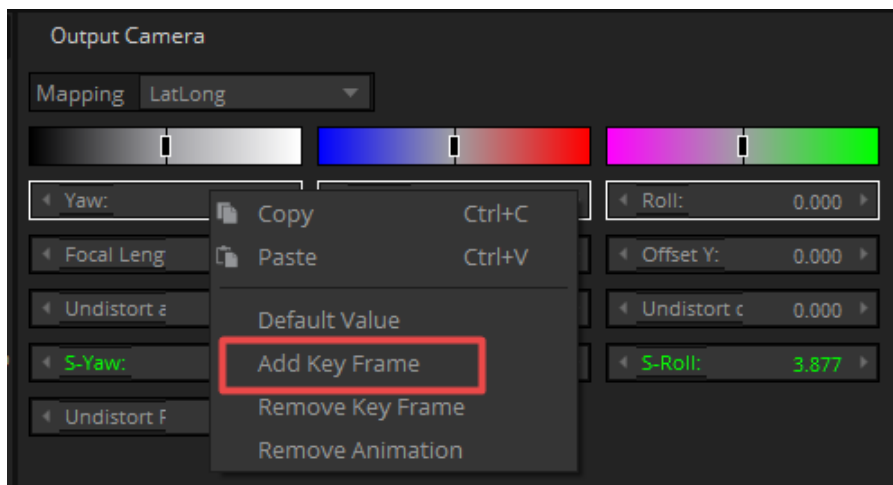 Output Camera
Mapping LatLong
Yaw: Roll: 0.000
Copy Ctrl+C
Focal Leng Offset Y: 0.000
Paste Ctrl+V
Undistort a Undistort c 0.000
Default Value
S-Yaw: S-Roll: 3.877
Add Key Frame
Remove Key Frame
Undistort F
Remove Animation